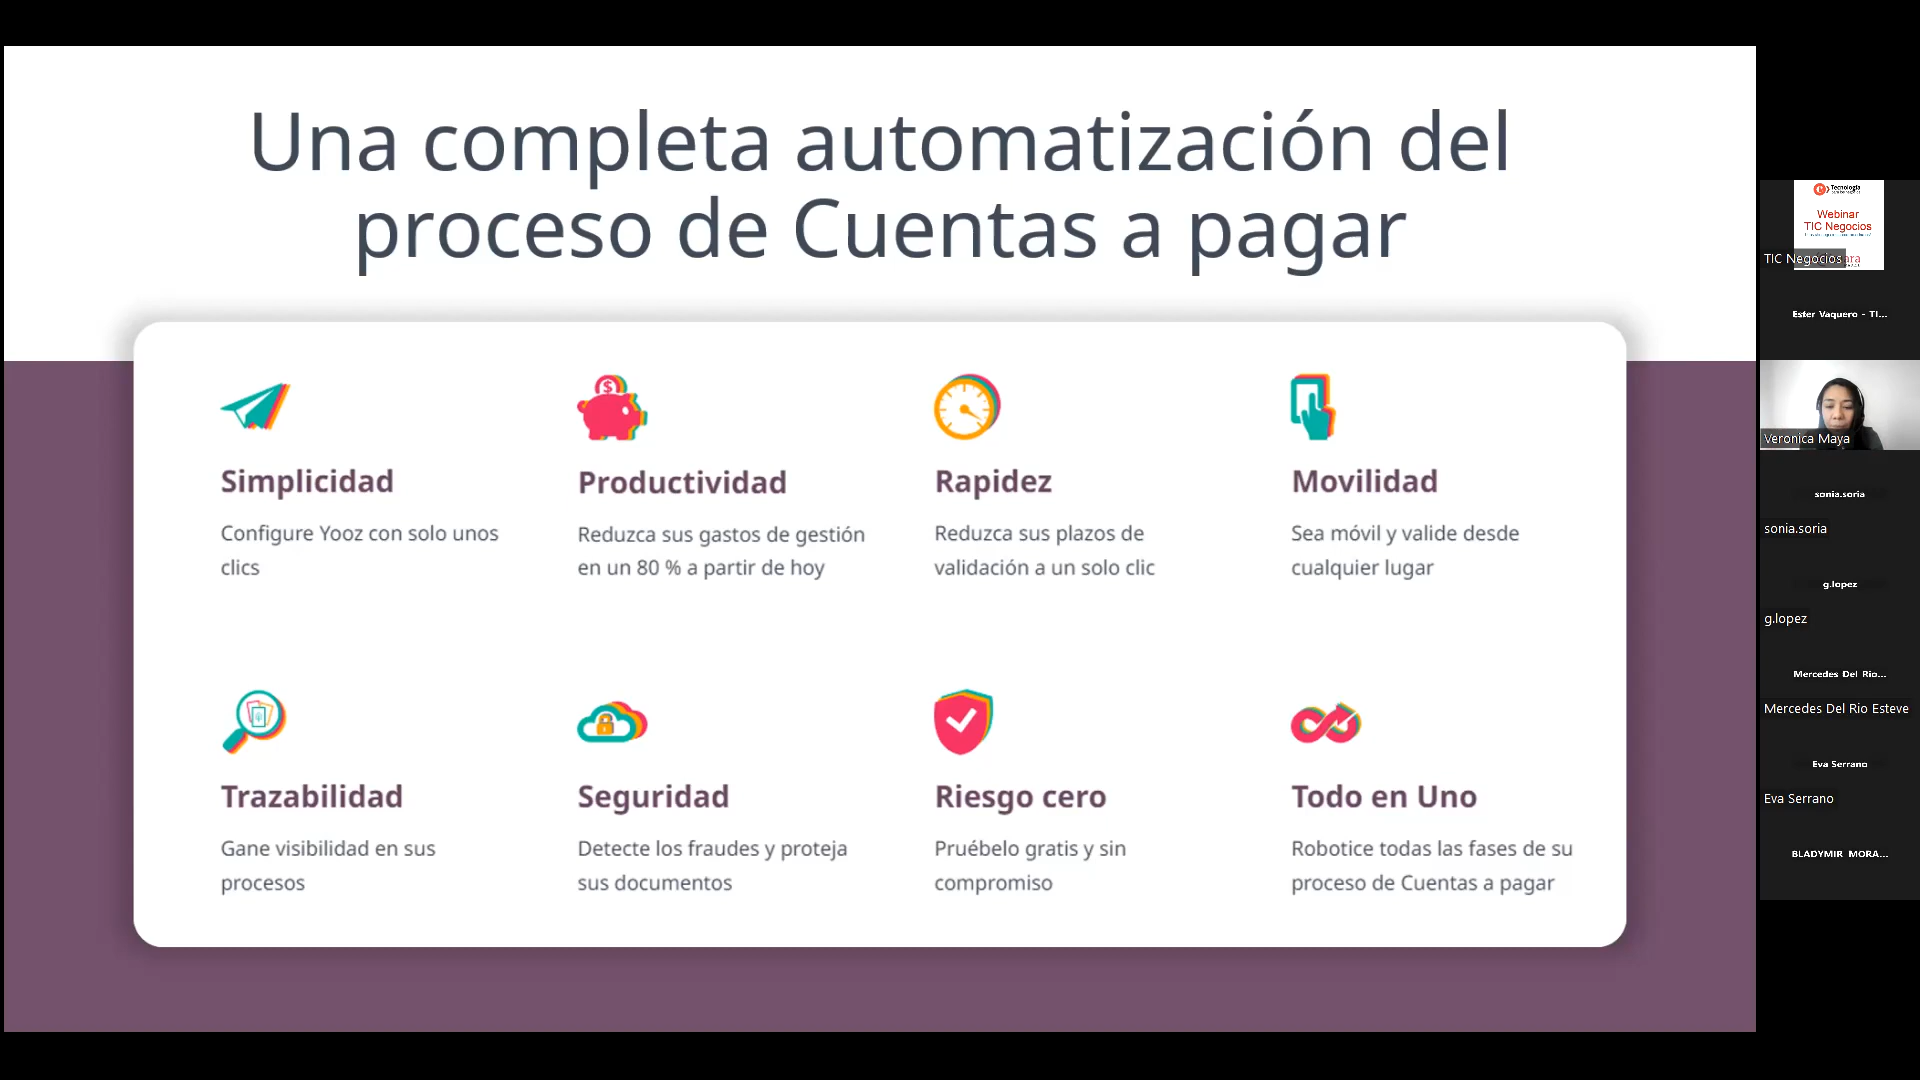 Una completa automatización del
proceso de Cuentas a pagar
Simplicidad
Configure Yooz con solo unos
clics
Productividad
Reduzca sus gastos de gestión
en un 80 % a partir de hoy
Rapidez
Reduzca sus plazos de
validación a un solo clic
Movilidad
Sea móvil y valide desde
cualquier lugar
Trazabilidad
Gane visibilidad en sus
procesos
Seguridad
Detecte los fraudes y proteja
sus documentos
Riesgo cero
Pruébelo gratis y sin
compromiso
Todo en Uno
Robotice todas las fases de su
proceso de Cuentas a pagar
Tecnología
Webinar
TIC Negocios
TIC Negocios
Ester Vaquero - TI...
Veronica Maya
sonia.soria
sonia.soria
g.lopez
g.lopez
Mercedes Del Rio...
Mercedes Del Rio Esteve
Eva Serrano
Eva Serrano
BLADYMIR MORA...